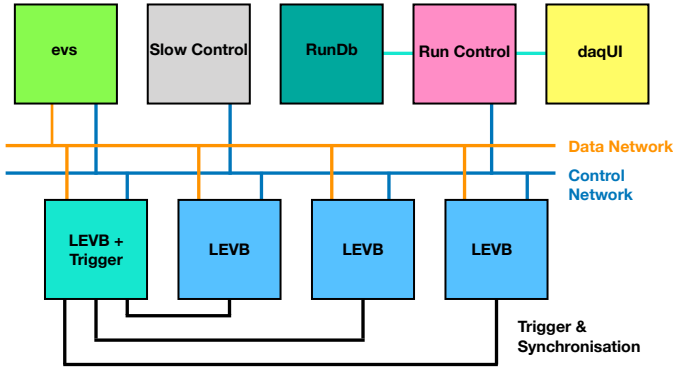 evs
Slow Control
RunDb
Run Control
daqUI
Data Network
Control
Network
LEVB +
Trigger
LEVB
LEVB
LEVB
Trigger &
Synchronisation